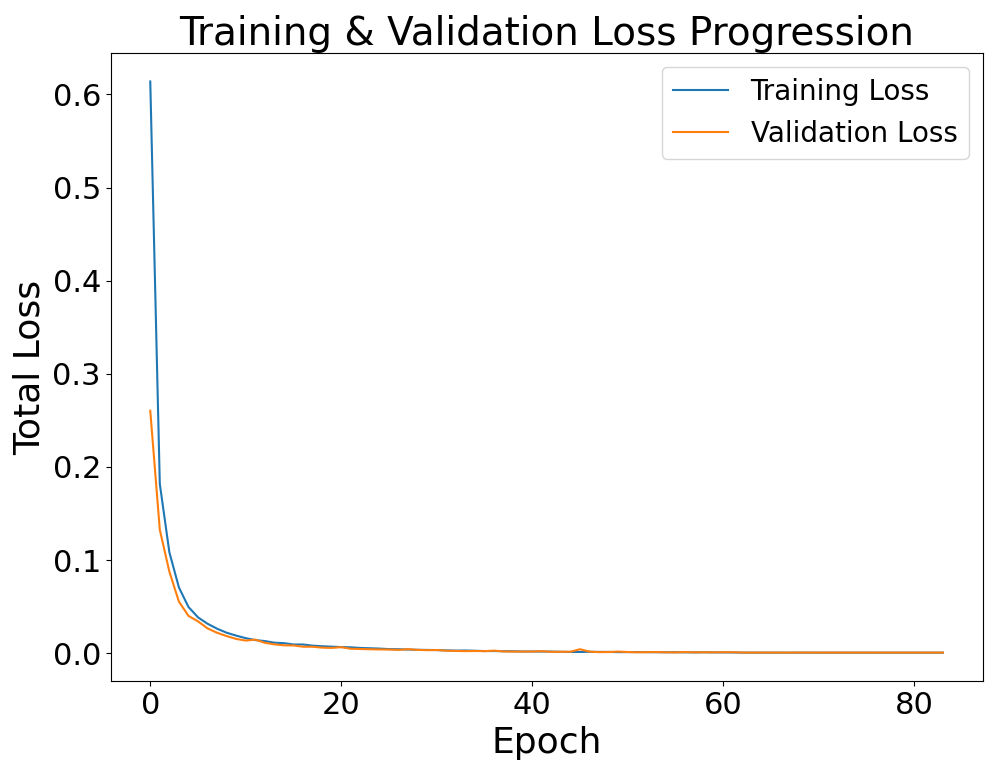 Training & Validation Loss Progression
Training Loss
Validation Loss
Total Loss
0.6
0.5
0.4
0.3
0.2
0.1
0.0
0 20 40 60 80
Epoch